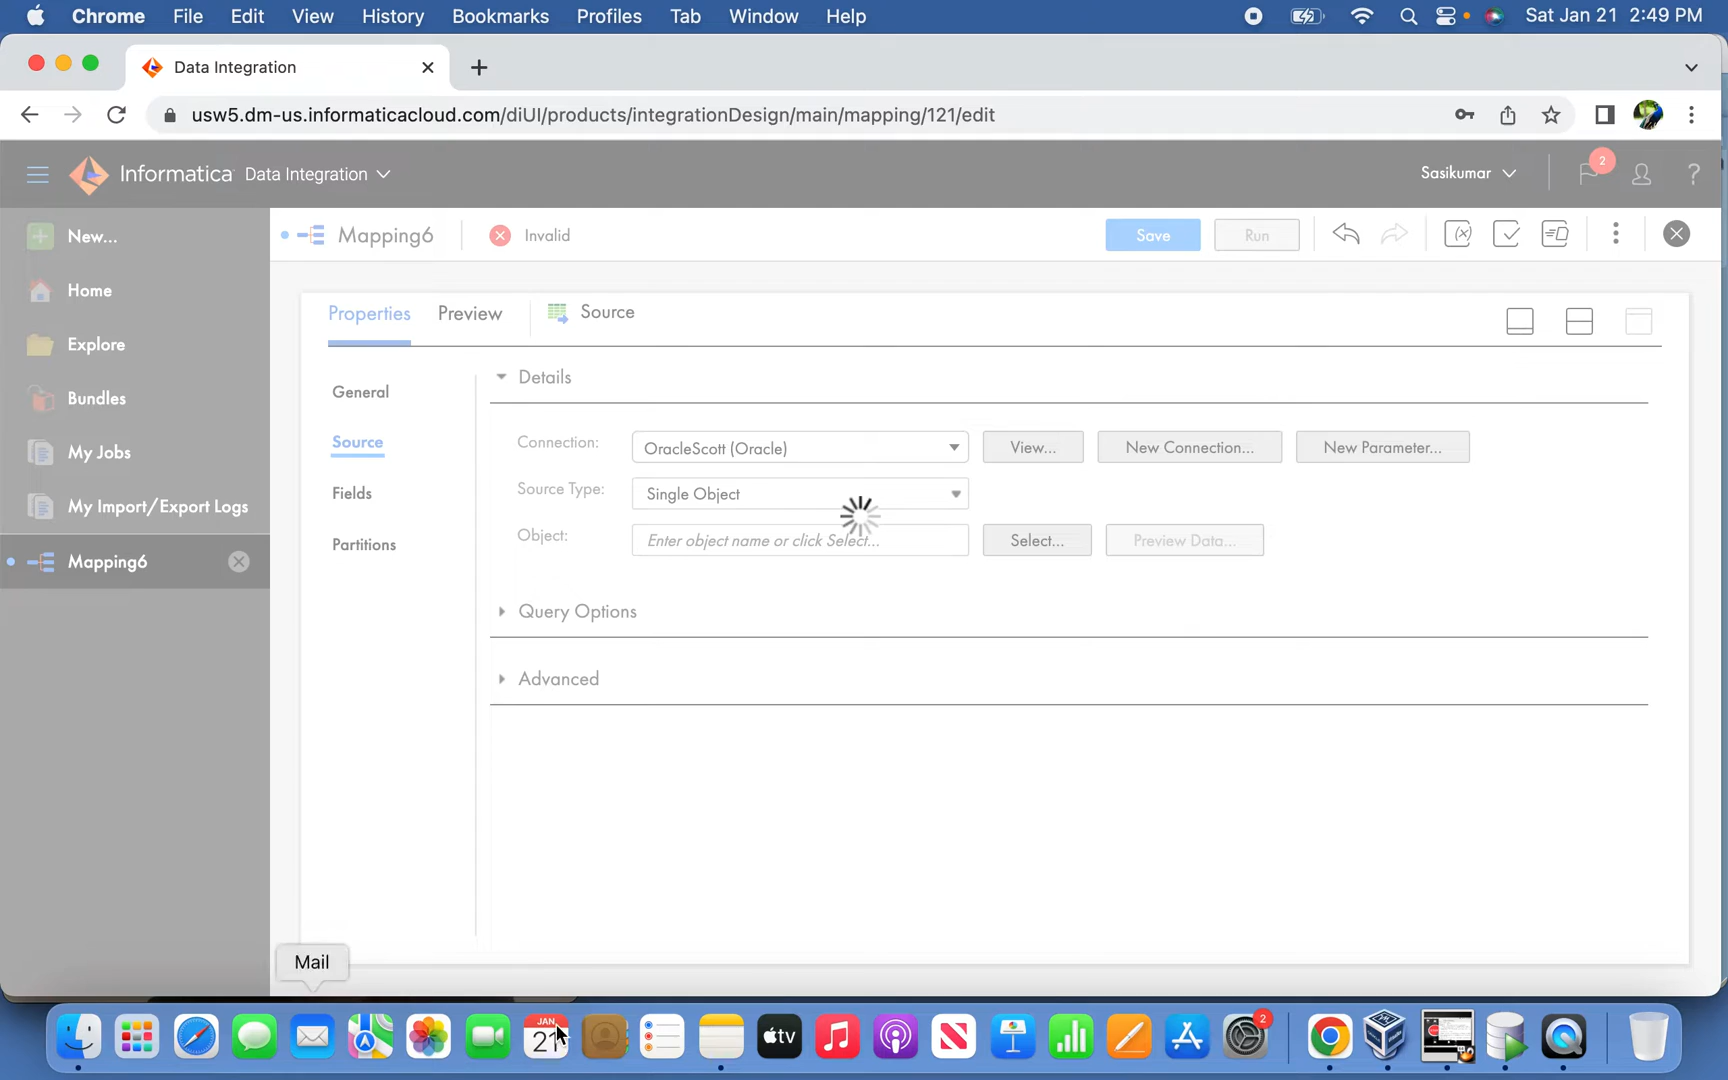 Chrome File Edit View History Bookmarks Profiles Tab Window Help Sat Jan 21 2:49 PM
Data Integration
usw5.dm-us.informaticacloud.com/diUI/products/integrationDesign/main/mapping/121/edit
Informatica Data Integration Sasikumar 2 ?
New...
Mapping6 Invalid Save Run
Home
Properties Preview Source
Explore
Details
Bundles
General
My Jobs
Source
Connection: OracleScott (Oracle) View... New Connection... New Parameter...
My Import/Export Logs
Fields
Source Type: Single Object
Partitions
Object: Enter object name or click Select... Select... Preview Data...
Mapping6
Query Options
Advanced
Mail
JAN
21
tv
2